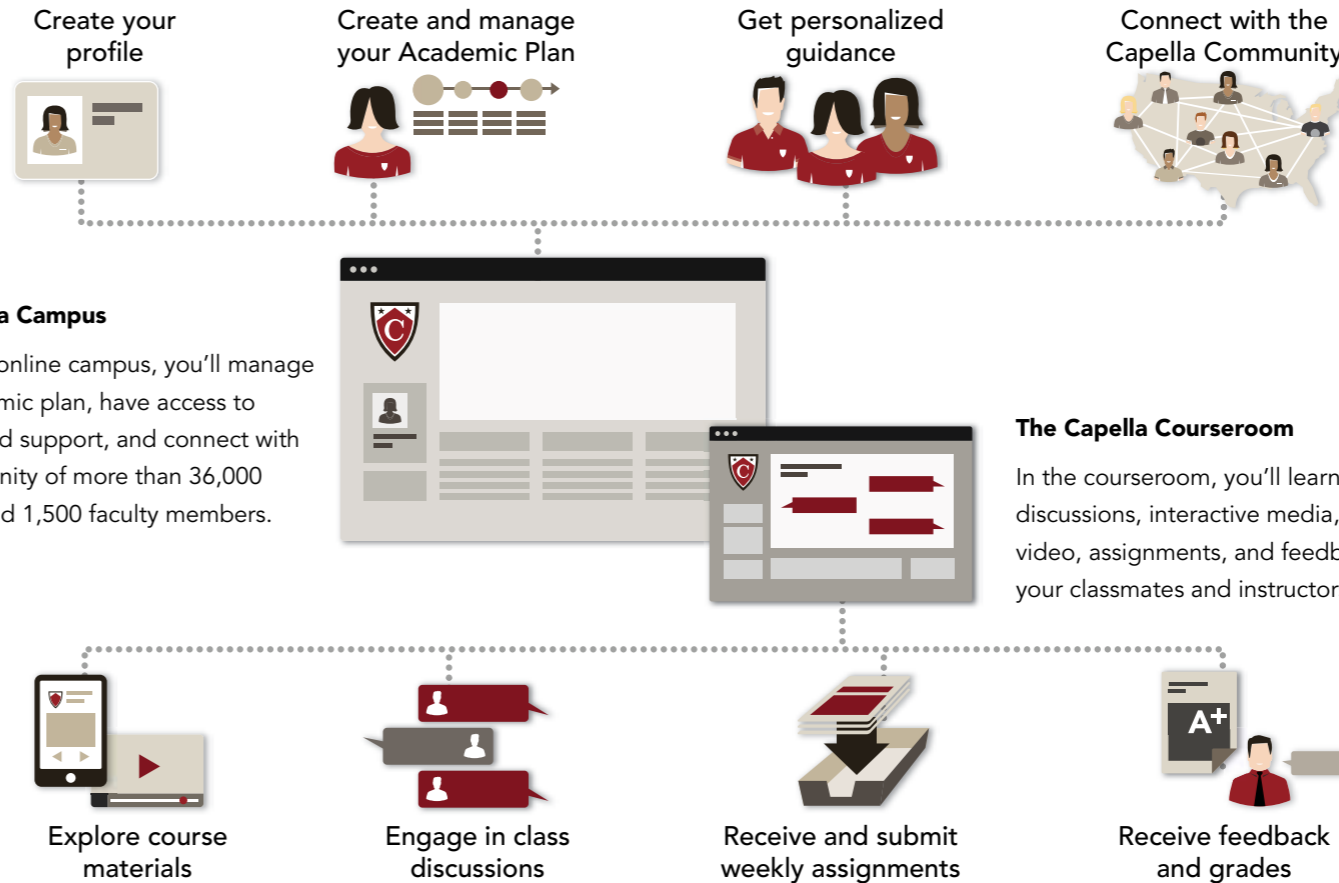 Create your
profile
Create and manage
your Academic Plan
Get personalized
guidance
Connect with the
Capella Community
a Campus
online campus, you’ll manage
mic plan, have access to
d support, and connect with
nity of more than 36,000
d 1,500 faculty members.
C
C
The Capella Courseroom
In the courseroom, you’ll learn
discussions, interactive media,
video, assignments, and feedb
your classmates and instructor
A+
Explore course
materials
Engage in class
discussions
Receive and submit
weekly assignments
Receive feedback
and grades